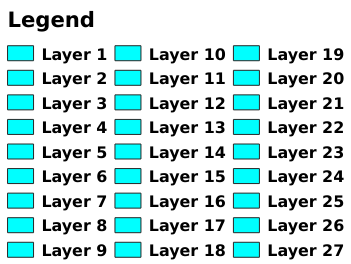 Legend
Layer 1 Layer 10 Layer 19
Layer 2 Layer 11 Layer 20
Layer 3 Layer 12 Layer 21
Layer 4 Layer 13 Layer 22
Layer 5 Layer 14 Layer 23
Layer 6 Layer 15 Layer 24
Layer 7 Layer 16 Layer 25
Layer 8 Layer 17 Layer 26
Layer 9 Layer 18 Layer 27